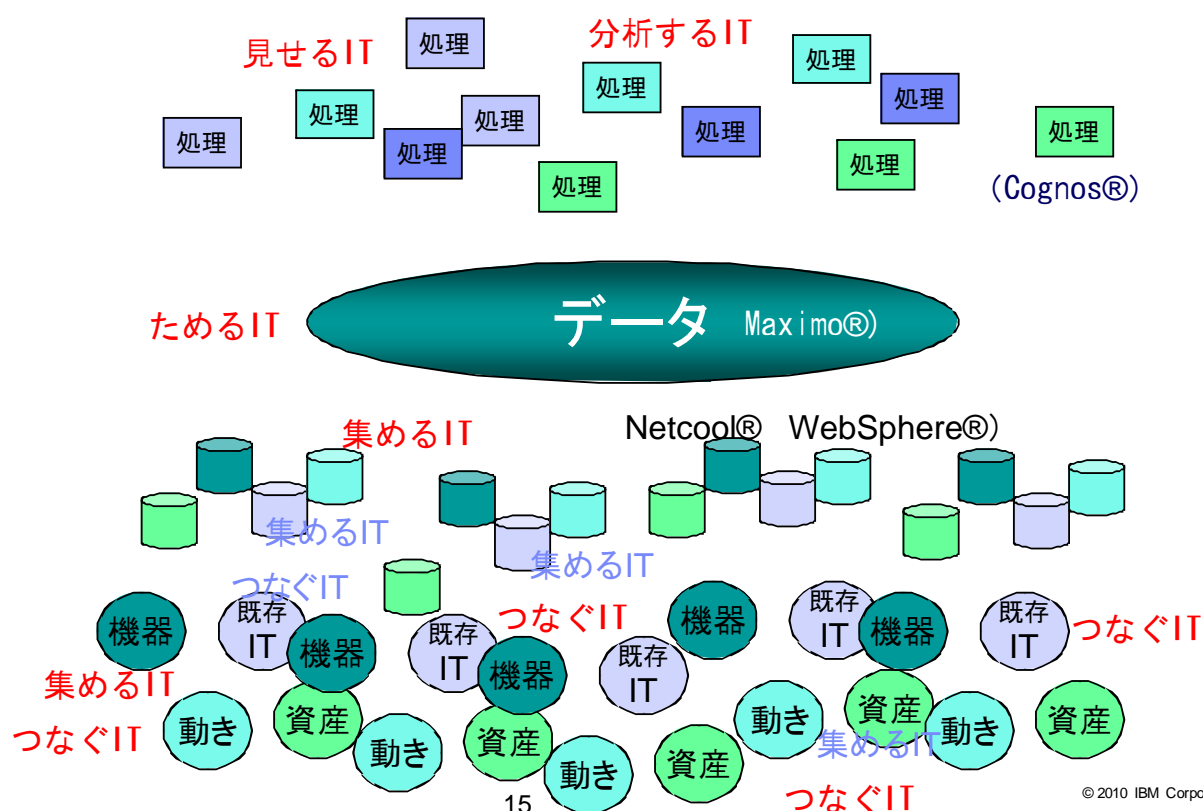 見せるIT
処理
分析するIT
処理
処理
処理
処理
処理
処理
処理
処理
処理
処理
処理
(Cognos®)
ためるIT
データ Maximo®)
集めるIT
Netcool® WebSphere®)
集めるIT
集めるIT
つなぐIT
つなぐIT
機器
既存
IT
機器
既存
IT
機器
既存
IT
機器
既存
IT
機器
既存
IT
つなぐIT
集めるIT
つなぐIT
動き
資産
動き
資産
動き
資産
動き
資産
集めるIT
動き
資産
つなぐIT
15
© 2010 IBM Corpo